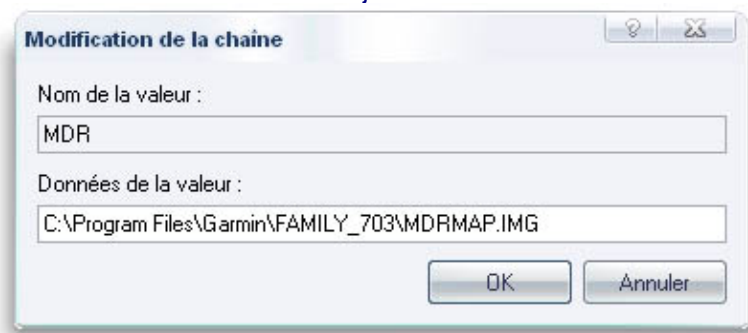 Modification de la chaîne
Nom de la valeur :
MDR
Données de la valeur :
C:\Program Files\Garmin\FAMILY_703\MDRMAP.IMG
OK
Annuler